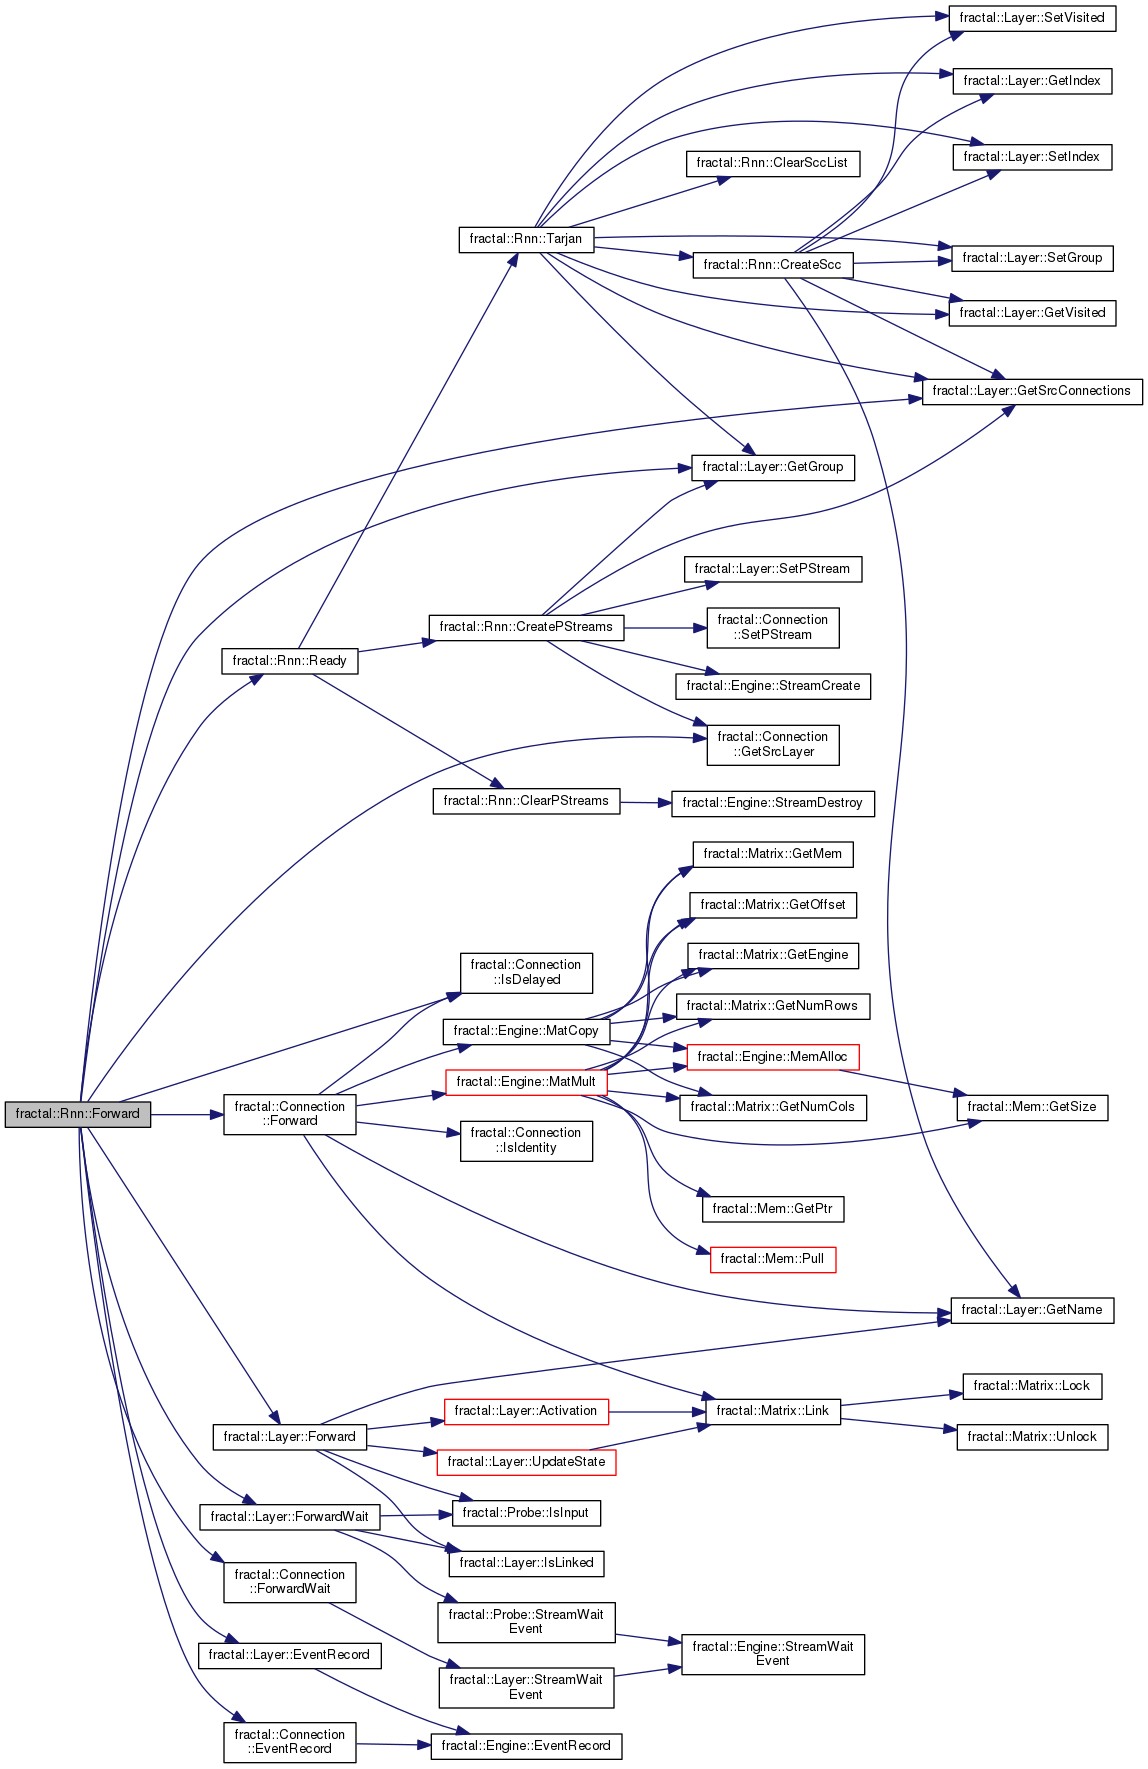 fractal::Layer::SetVisited
fractal::Layer::GetIndex
fractal::Layer::SetIndex
fractal::Rnn::ClearSccList
fractal::Rnn::Tarjan
fractal::Rnn::CreateScc
fractal::Layer::SetGroup
fractal::Layer::GetVisited
fractal::Layer::GetSrcConnections
fractal::Layer::GetGroup
fractal::Layer::SetPStream
fractal::Rnn::CreatePStreams
fractal::Connection
::SetPStream
fractal::Rnn::Ready
fractal::Engine::StreamCreate
fractal::Connection
::GetSrcLayer
fractal::Rnn::ClearPStreams
fractal::Engine::StreamDestroy
fractal::Matrix::GetMem
fractal::Matrix::GetOffset
fractal::Matrix::GetEngine
fractal::Connection
::IsDelayed
fractal::Matrix::GetNumRows
fractal::Engine::MatCopy
fractal::Engine::MemAlloc
fractal::Engine::MatMult
fractal::Matrix::GetNumCols
fractal::Mem::GetSize
fractal::Rnn::Forward
fractal::Connection
::Forward
fractal::Connection
::IsIdentity
fractal::Mem::GetPtr
fractal::Mem::Pull
fractal::Layer::GetName
fractal::Matrix::Lock
fractal::Layer::Activation
fractal::Matrix::Link
fractal::Layer::Forward
fractal::Matrix::Unlock
fractal::Layer::UpdateState
fractal::Probe::IsInput
fractal::Layer::ForwardWait
fractal::Layer::IsLinked
fractal::Connection
::ForwardWait
fractal::Probe::StreamWait
Event
fractal::Engine::StreamWait
Event
fractal::Layer::EventRecord
fractal::Layer::StreamWait
Event
fractal::Connection
::EventRecord
fractal::Engine::EventRecord